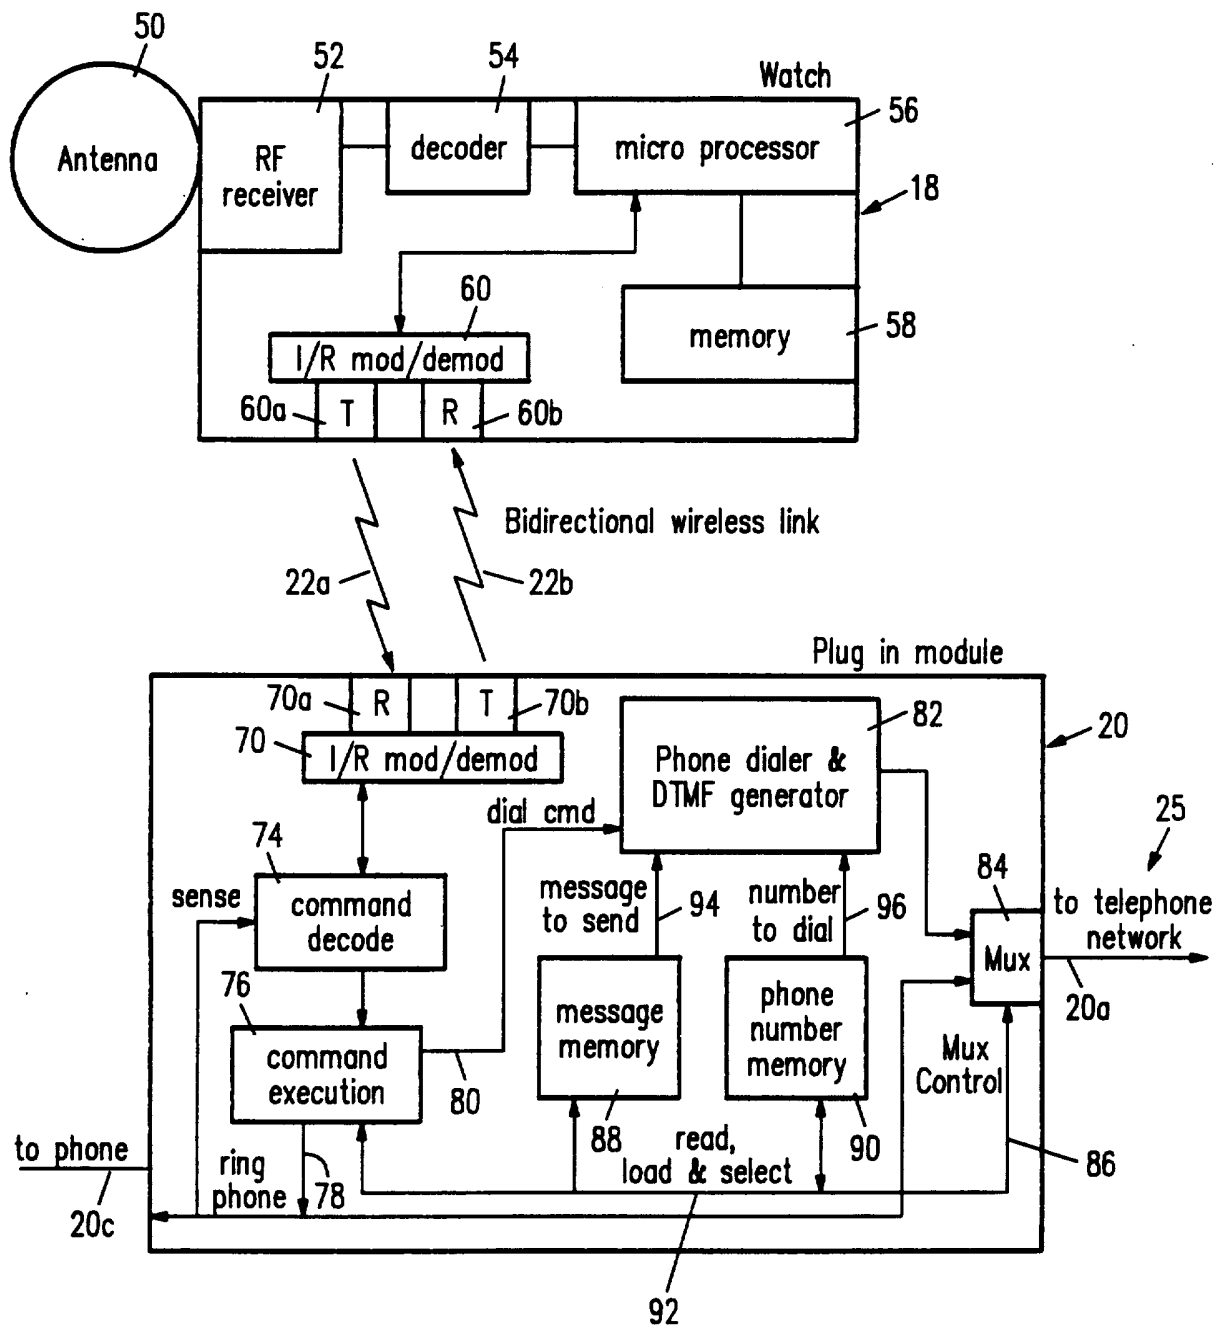 50
52
54
Watch
56
Antenna
RF
receiver
decoder
micro processor
18
60
58
memory
I/R mod/demod
60a
T
R
60b
Bidirectional wireless link
22a
22b
Plug in module
70a
R
T
70b
82
20
70
I/R mod/demod
Phone dialer &
DTMF generator
dial cmd
25
74
84
sense
command
decode
message
to send
94
number
to dial
96
to telephone
network
Mux
20a
76
command
execution
80
message
memory
phone
number
memory
Mux
Control
88
90
86
to phone
20c
ring
phone
78
read,
load & select
92